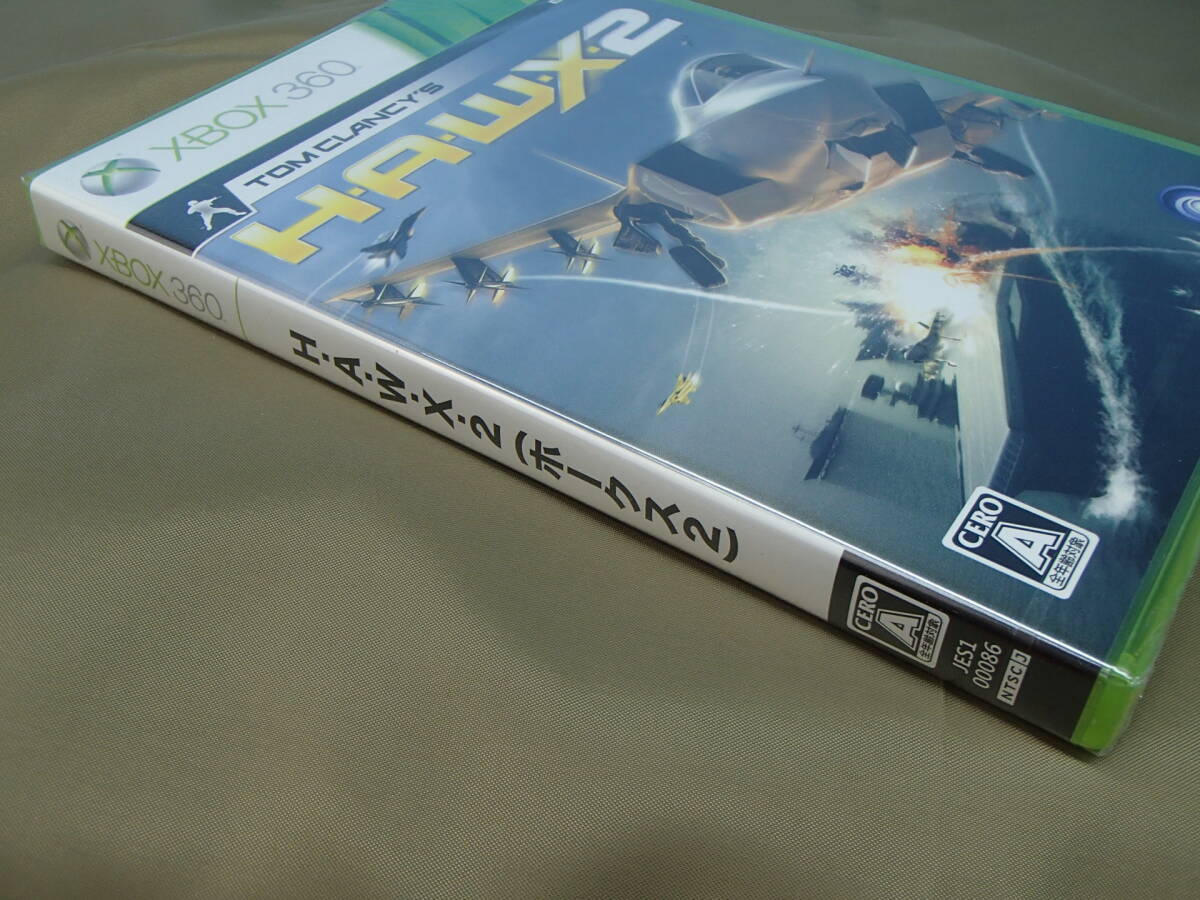 XBOX 360
TOM CLANCY'S
H.A.W.X.2
CERO
A
全年齢対象
XBOX 360
H.A.W.X.2 (ホークス2)
CERO
A
全年齢対象
JES1
00086
NTSC J